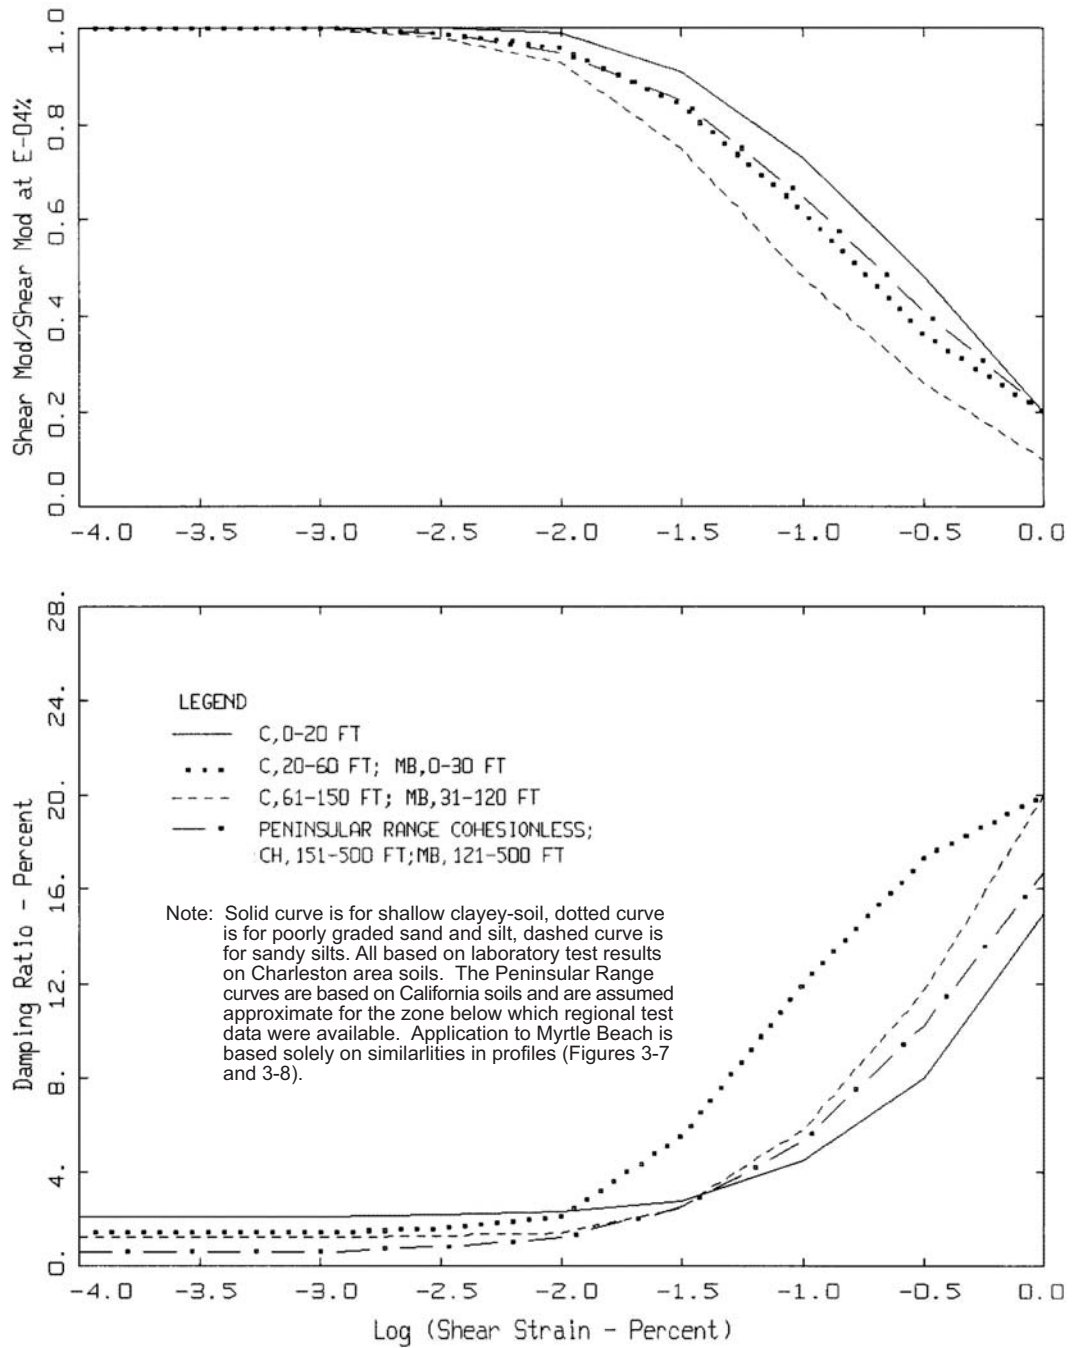 Shear Mod/Shear Mod at E-04%
1.0
0.8
0.6
0.4
0.2
0.0
-4.0 -3.5 -3.0 -2.5 -2.0 -1.5 -1.0 -0.5 0.0
Damping Ratio - Percent
28.
24.
20.
16.
12.
8.
4.
0.
LEGEND
C,0-20 FT
C,20-60 FT; MB,0-30 FT
C,61-150 FT; MB,31-120 FT
PENINSULAR RANGE COHESIONLESS;
CH,151-500 FT;MB,121-500 FT
Note: Solid curve is for shallow clayey-soil, dotted curve
is for poorly graded sand and silt, dashed curve is
for sandy silts. All based on laboratory test results
on Charleston area soils. The Peninsular Range
curves are based on California soils and are assumed
approximate for the zone below which regional test
data were available. Application to Myrtle Beach is
based solely on similarlities in profiles (Figures 3-7
and 3-8).
-4.0 -3.5 -3.0 -2.5 -2.0 -1.5 -1.0 -0.5 0.0
Log (Shear Strain - Percent)